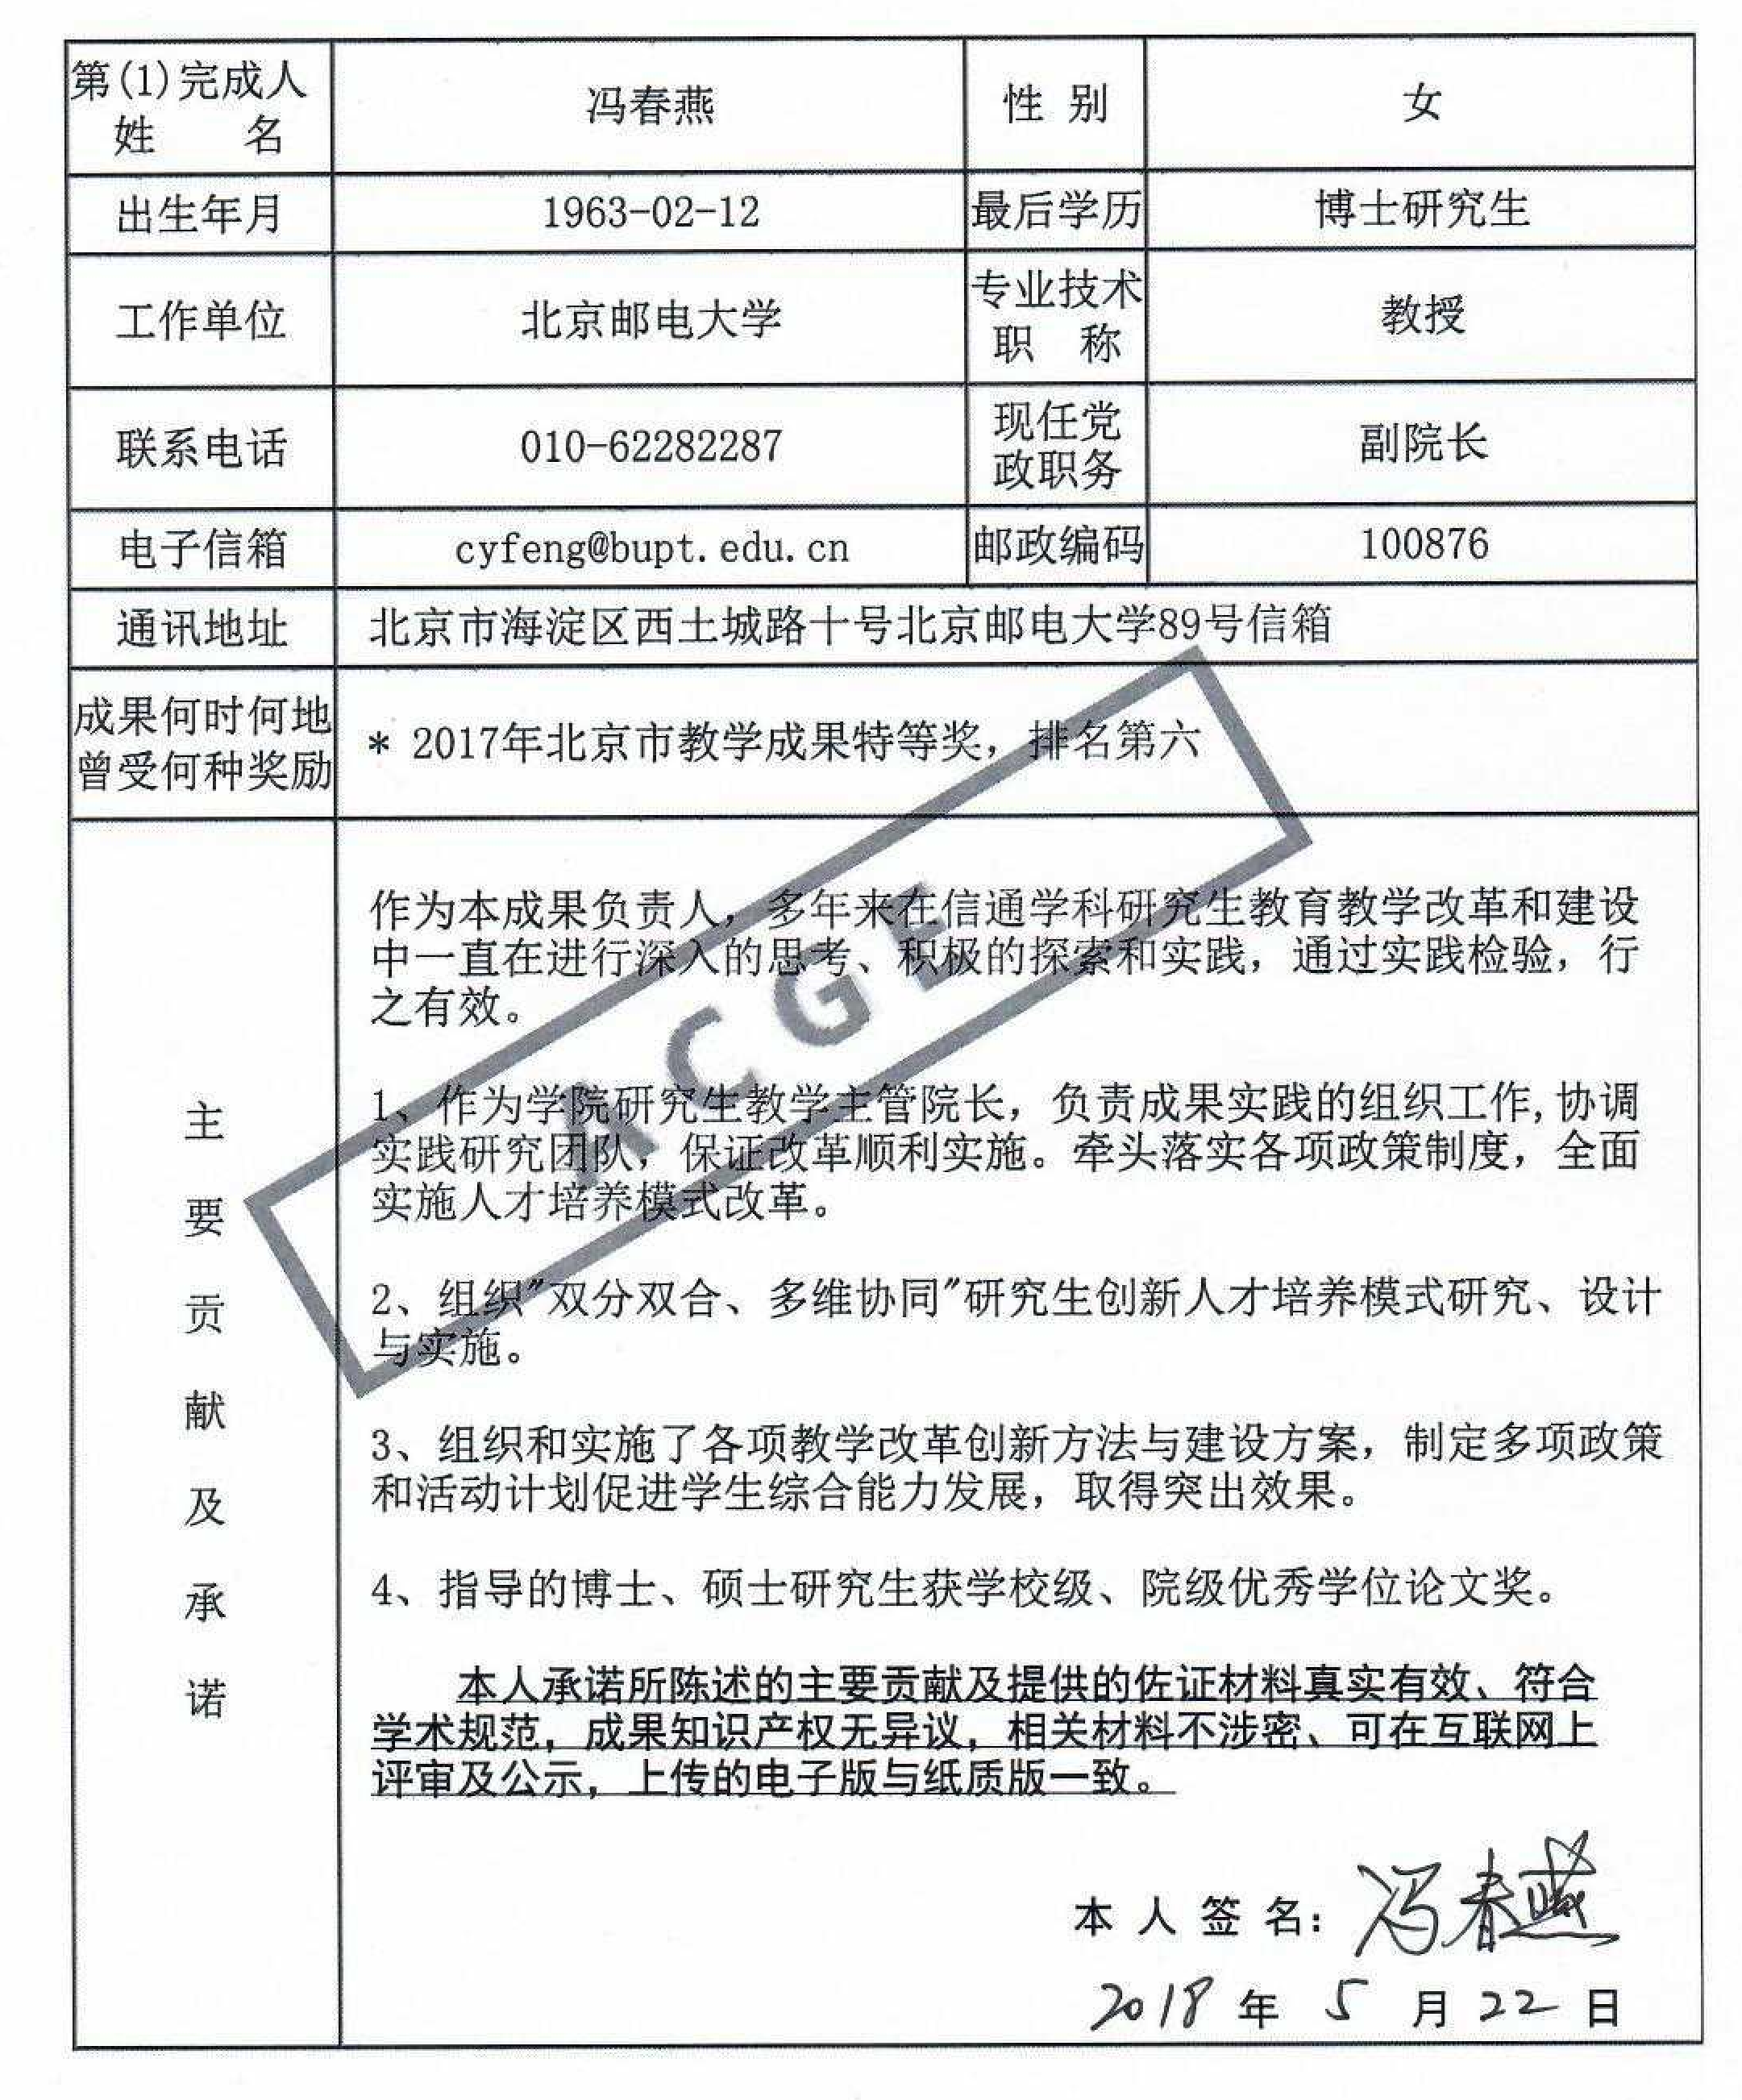 第(1)完成人
姓 名
冯春燕
性 别
女
出生年月
1963-02-12
最后学历
博士研究生
工作单位
北京邮电大学
专业技术
职 称
教授
联系电话
010-62282287
现任党
政职务
副院长
电子信箱
cyfeng@bupt.edu.cn
邮政编码
100876
通讯地址
北京市海淀区西土城路十号北京邮电大学89号信箱
成果何时何地
曾受何种奖励
* 2017年北京市教学成果特等奖，排名第六
主
要
贡
献
及
承
诺
作为本成果负责人，多年来在信通学科研究生教育教学改革和建设
中一直在进行深入的思考、积极的探索和实践，通过实践检验，行
之有效。
1、作为学院研究生教学主管院长，负责成果实践的组织工作,协调
实践研究团队，保证改革顺利实施。牵头落实各项政策制度，全面
实施人才培养模式改革。
2、组织"双分双合、多维协同"研究生创新人才培养模式研究、设计
与实施。
3、组织和实施了各项教学改革创新方法与建设方案，制定多项政策
和活动计划促进学生综合能力发展，取得突出效果。
4、指导的博士、硕士研究生获学校级、院级优秀学位论文奖。
本人承诺所陈述的主要贡献及提供的佐证材料真实有效、符合
学术规范，成果知识产权无异议，相关材料不涉密、可在互联网上
评审及公示，上传的电子版与纸质版一致。
本 人 签 名：冯春燕
2018 年 5 月 22 日
ACGE